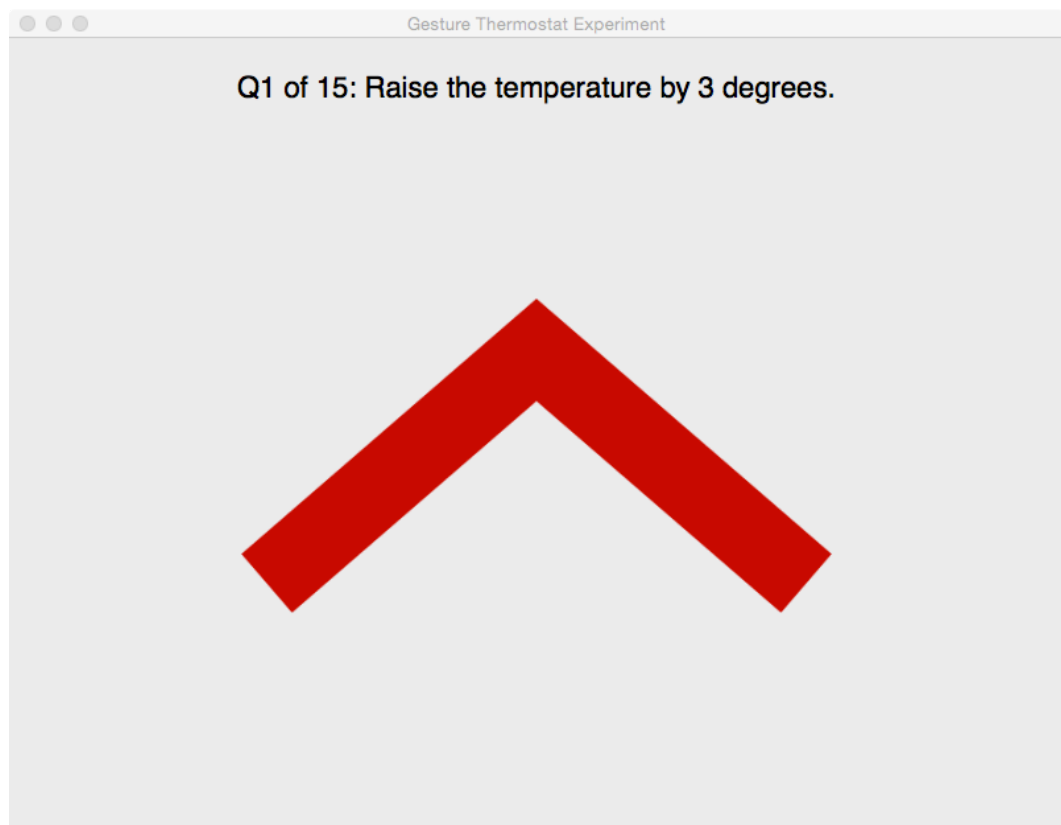 Gesture Thermostat Experiment
Q1 of 15: Raise the temperature by 3 degrees.